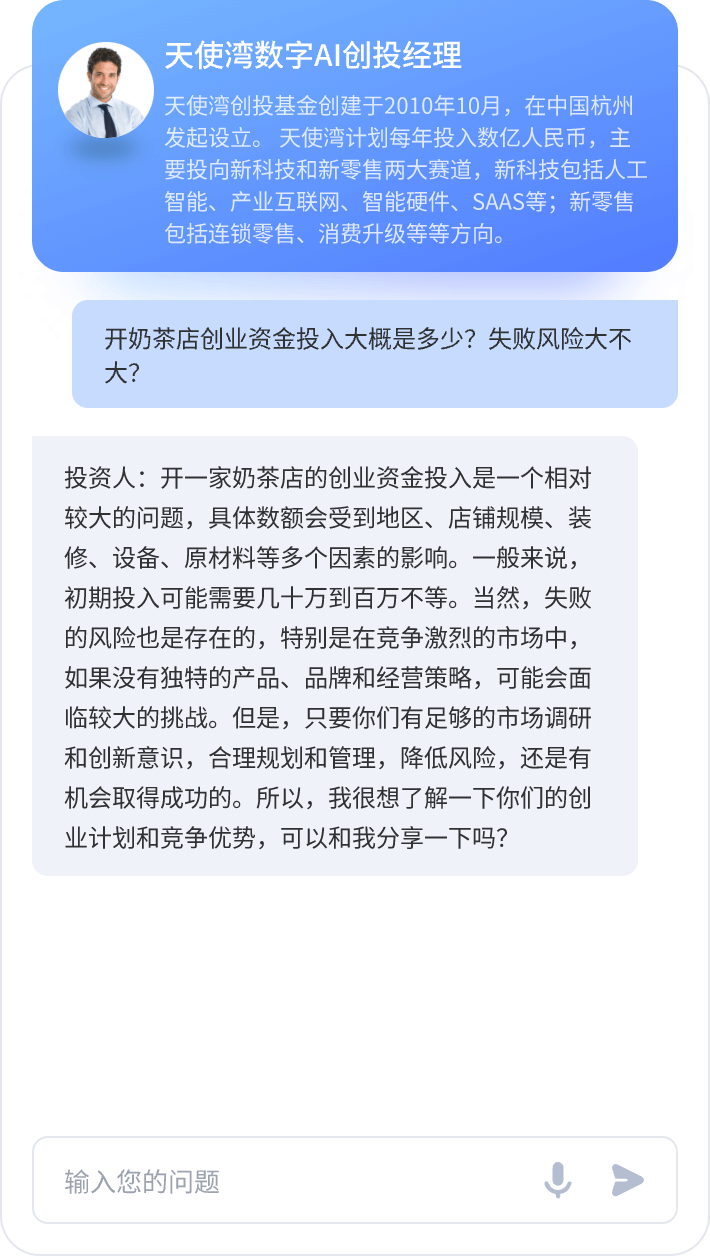 天使湾数字AI创投经理
天使湾创投基金创建于2010年10月，在中国杭州
发起设立。 天使湾计划每年投入数亿人民币，主
要投向新科技和新零售两大赛道，新科技包括人工
智能、产业互联网、智能硬件、SAAS等；新零售
包括连锁零售、消费升级等等方向。
开奶茶店创业资金投入大概是多少？失败风险大不
大？
投资人：开一家奶茶店的创业资金投入是一个相对
较大的问题，具体数额会受到地区、店铺规模、装
修、设备、原材料等多个因素的影响。一般来说，
初期投入可能需要几十万到百万不等。当然，失败
的风险也是存在的，特别是在竞争激烈的市场中，
如果没有独特的产品、品牌和经营策略，可能会面
临较大的挑战。但是，只要你们有足够的市场调研
和创新意识，合理规划和管理，降低风险，还是有
机会取得成功的。所以，我很想了解一下你们的创
业计划和竞争优势，可以和我分享一下吗？
输入您的问题